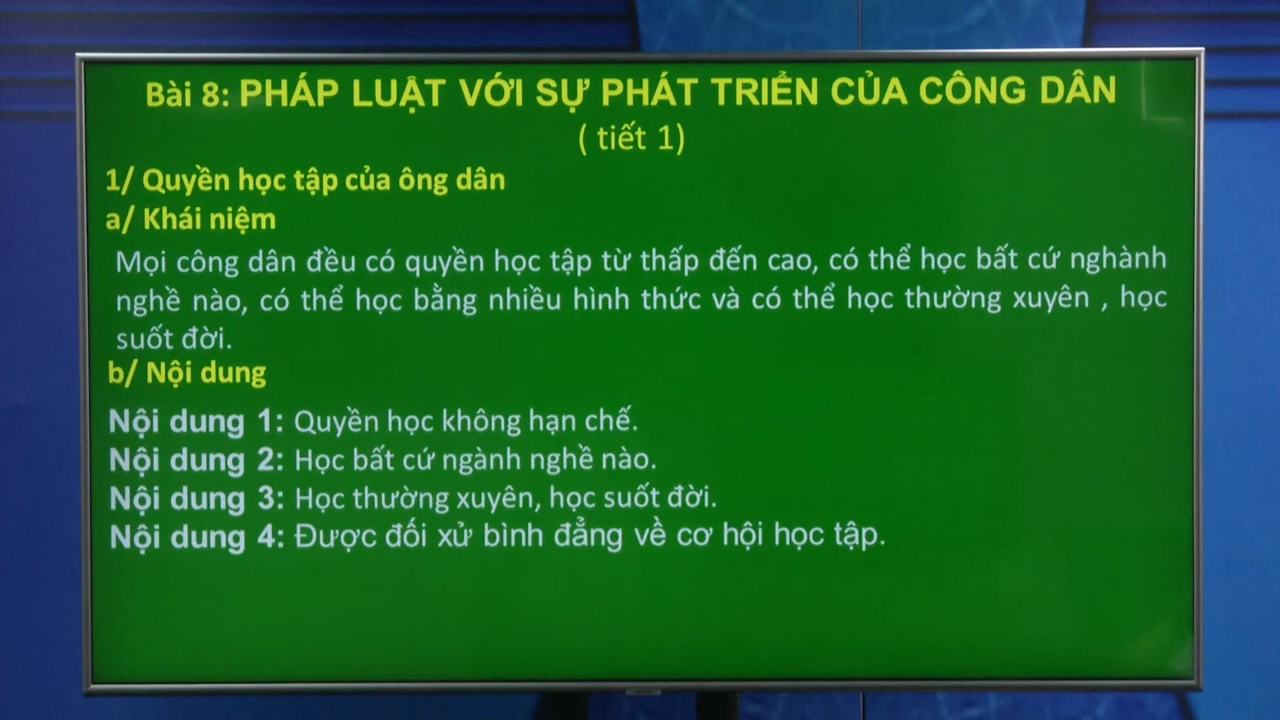 Bài 8: PHÁP LUẬT VỚI SỰ PHÁT TRIỂN CỦA CÔNG DÂN
( tiết 1)
1/ Quyền học tập của ông dân
a/ Khái niệm
Mọi công dân đều có quyền học tập từ thấp đến cao, có thể học bất cứ nghành
nghề nào, có thể học bằng nhiều hình thức và có thể học thường xuyên , học
suốt đời.
b/ Nội dung
Nội dung 1: Quyền học không hạn chế.
Nội dung 2: Học bất cứ ngành nghề nào.
Nội dung 3: Học thường xuyên, học suốt đời.
Nội dung 4: Được đối xử bình đẳng về cơ hội học tập.